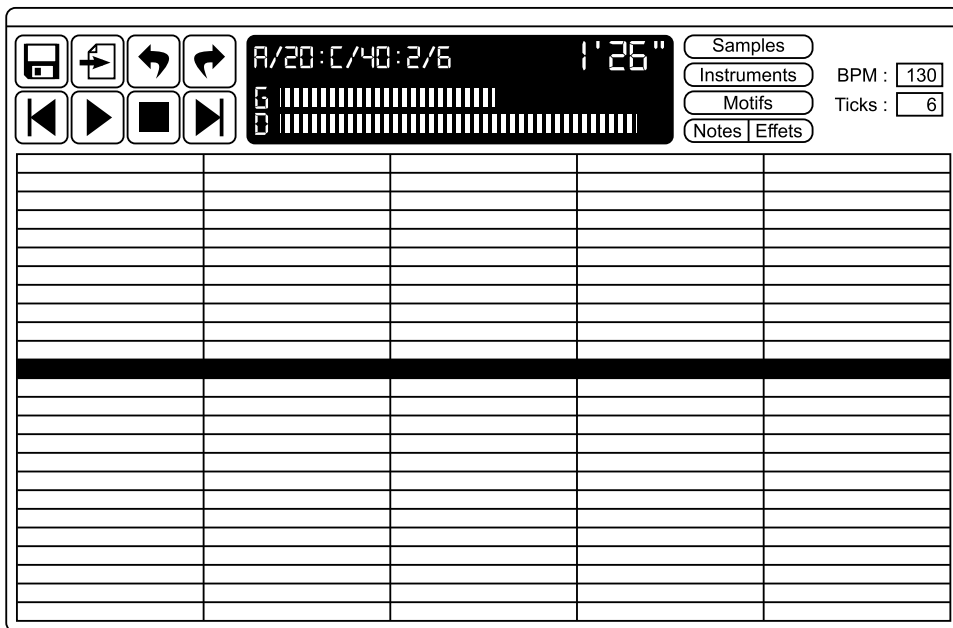 A/20:C/40:2/6 1'26"
G
D
Samples
Instruments
Motifs
Notes Effets
BPM : 130
Ticks : 6